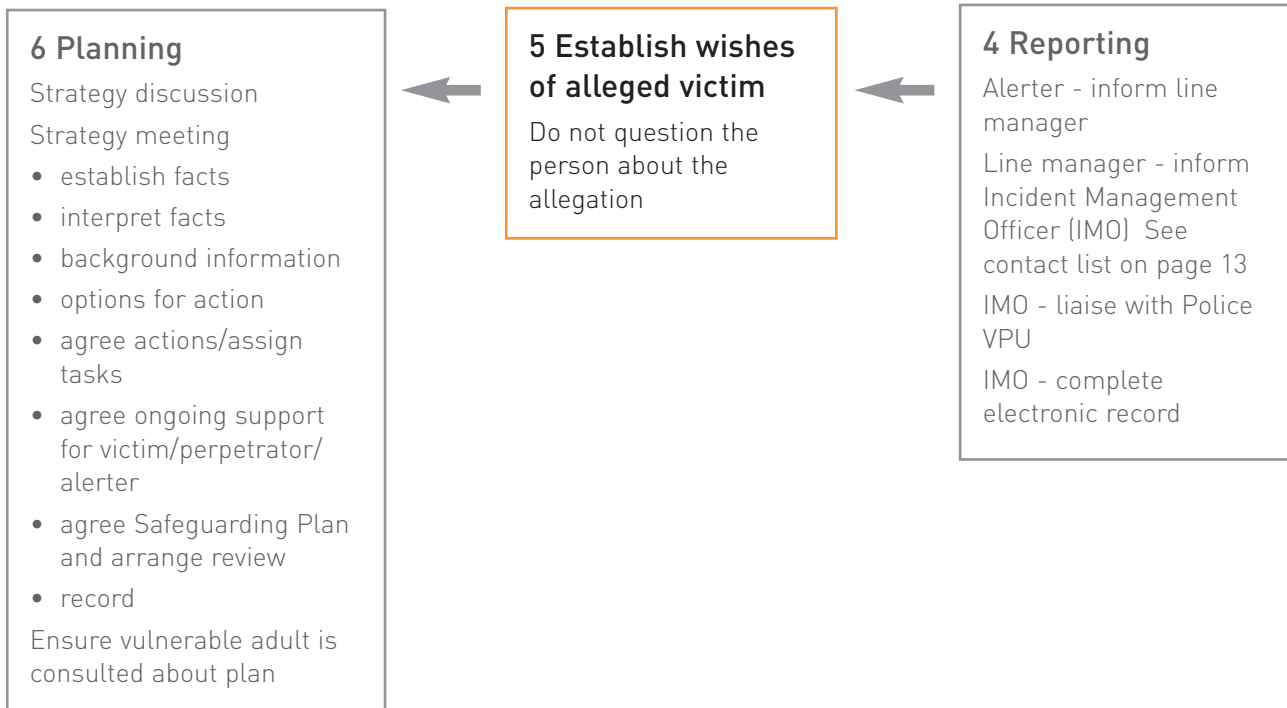 6 Planning
Strategy discussion
Strategy meeting
• establish facts
• interpret facts
• background information
• options for action
• agree actions/assign
tasks
• agree ongoing support
for victim/perpetrator/
alerter
• agree Safeguarding Plan
and arrange review
• record
Ensure vulnerable adult is
consulted about plan
5 Establish wishes
of alleged victim
Do not question the
person about the
allegation
4 Reporting
Alerter - inform line
manager
Line manager - inform
Incident Management
Officer (IMO)  See
contact list on page 13
IMO - liaise with Police
VPU
IMO - complete
electronic record